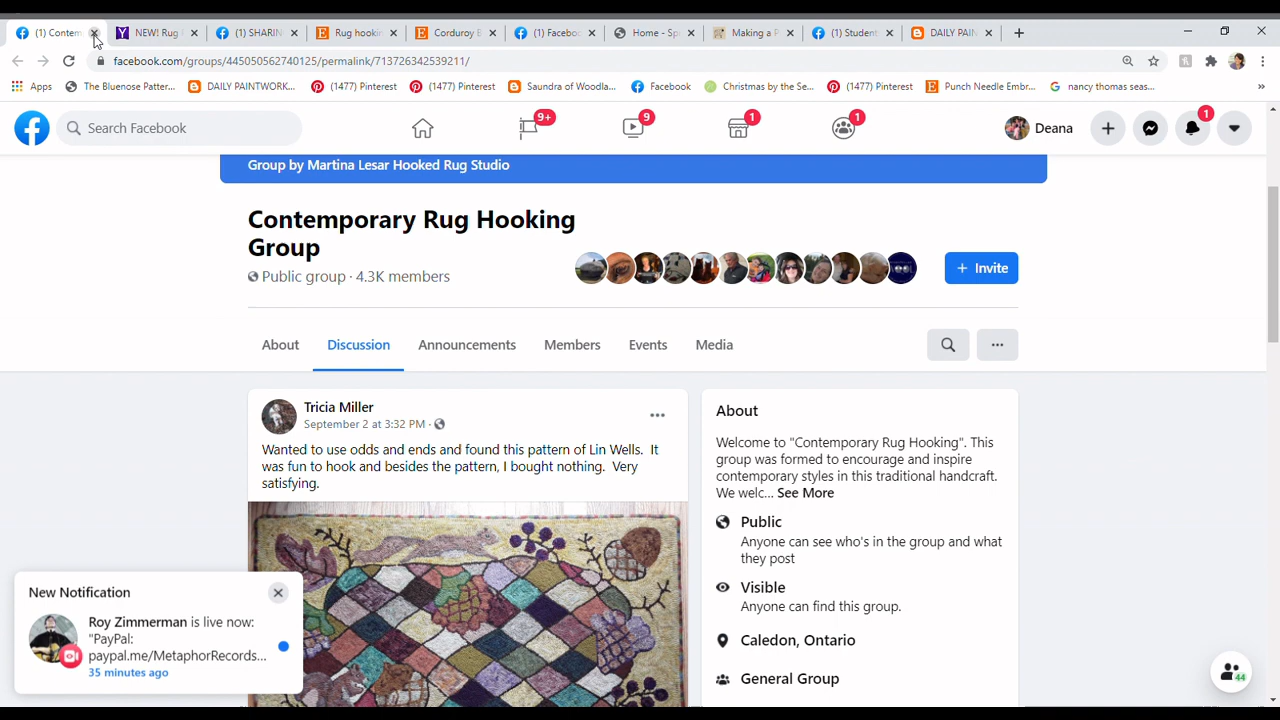 (1) Contem
NEW! Rug
(1) SHARIN
Rug hookin
Corduroy B
(1) Faceboo
Home - Sp
Making a P
(1) Student
DAILY PAIN
facebook.com/groups/445050562740125/permalink/713726342539211/
Apps
The Bluenose Patter...
DAILY PAINTWORK...
(1477) Pinterest
(1477) Pinterest
Saundra of Woodla...
Facebook
Christmas by the Se...
(1477) Pinterest
Punch Needle Embr...
nancy thomas seas...
Search Facebook
9+
9
1
1
Deana
1
Group by Martina Lesar Hooked Rug Studio
Contemporary Rug Hooking
Group
Public group · 4.3K members
+ Invite
About
Discussion
Announcements
Members
Events
Media
Tricia Miller
September 2 at 3:32 PM ·
Wanted to use odds and ends and found this pattern of Lin Wells. It
was fun to hook and besides the pattern, I bought nothing. Very
satisfying.
About
Welcome to "Contemporary Rug Hooking". This
group was formed to encourage and inspire
contemporary styles in this traditional handcraft.
We welc... See More
Public
Anyone can see who's in the group and what
they post
Visible
Anyone can find this group.
Caledon, Ontario
General Group
New Notification
Roy Zimmerman is live now:
"PayPal:
paypal.me/MetaphorRecords...
35 minutes ago
44